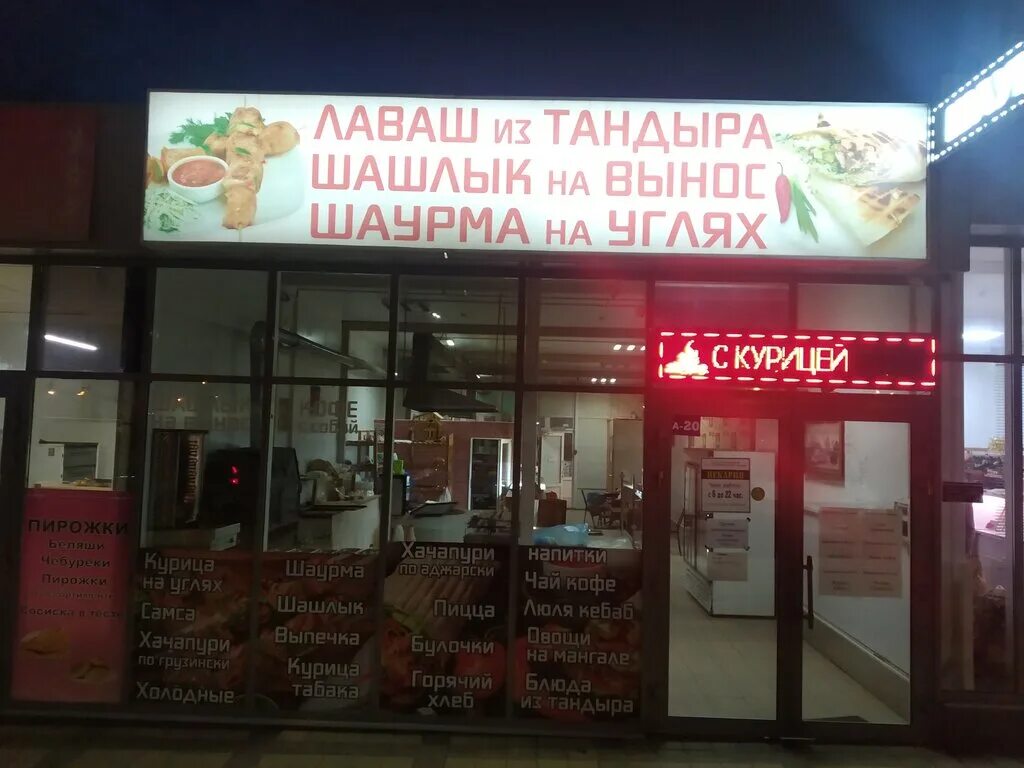 ЛАВАШ ИЗ ТАНДЫРА
ШАШЛЫК НА ВЫНОС
ШАУРМА НА УГЛЯХ
С КУРИЦЕЙ
А-20
ПЕКАРНЯ
с 6 до 22 час.
КОФЕ
с собой
ПИРОЖКИ
Беляши
Чебуреки
Пирожки
Сосиска в тесте
Курица
на углях
Самса
Хачапури
по грузински
Холодные
Шаурма
Шашлык
Выпечка
Курица
табака
Хачапури
по аджарски
Пицца
Булочки
Горячий
хлеб
напитки
Чай кофе
Люля кебаб
Овощи
на мангале
Блюда
из тандыра